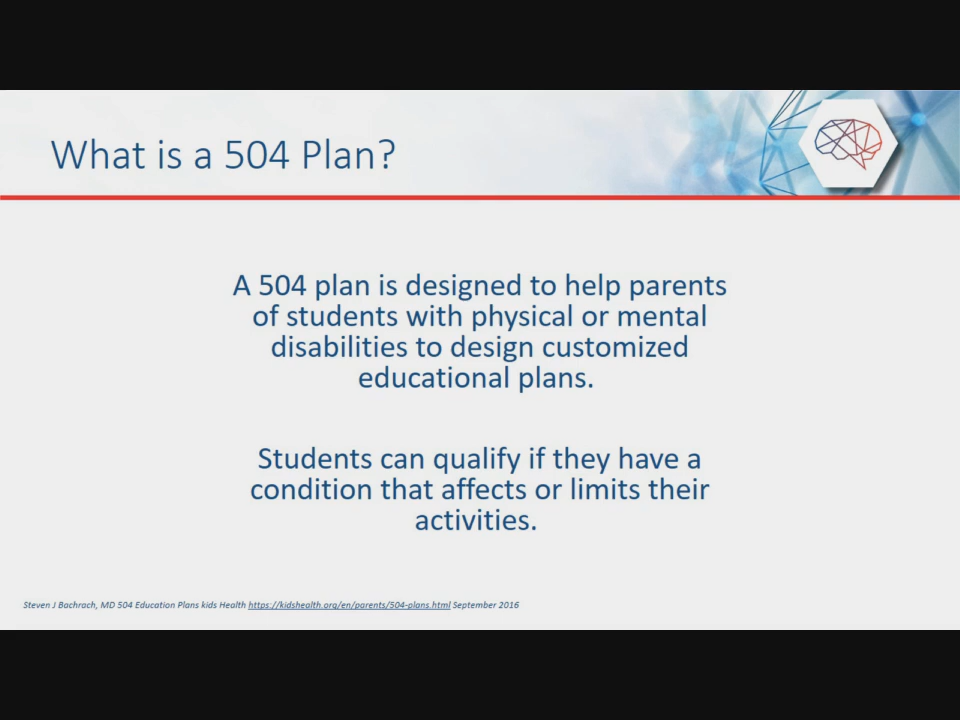 What is a 504 Plan?
A 504 plan is designed to help parents
of students with physical or mental
disabilities to design customized
educational plans.
Students can qualify if they have a
condition that affects or limits their
activities.
Steven J Bachrach, MD 504 Education Plans kids Health https://kidshealth.org/en/parents/504-plans.html September 2016